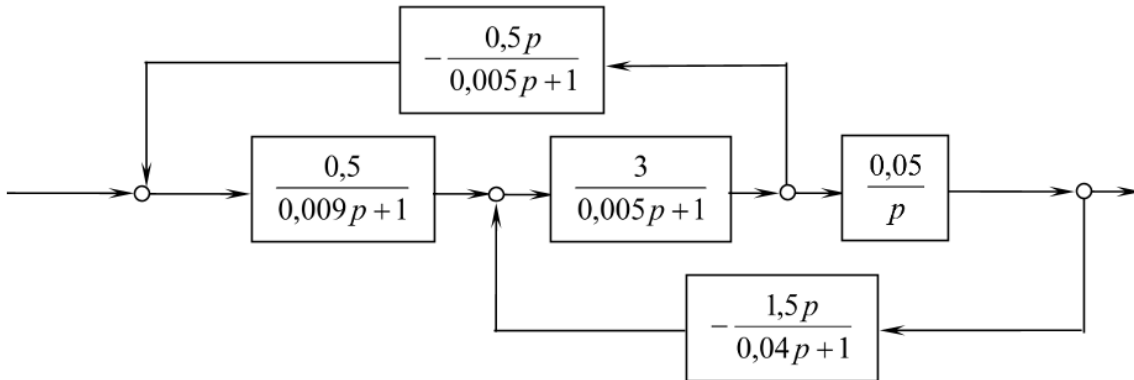 − 0,5p / 0,005p + 1
0,5 / 0,009p + 1
3 / 0,005p + 1
0,05 / p
− 1,5p / 0,04p + 1